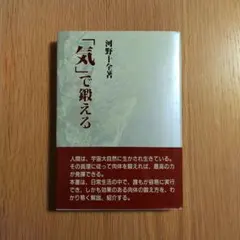 河野十全著
「気」で鍛える
人間は、宇宙大自然に生かされ生きている。
その真理に従って肉体を鍛えれば、最高の力
が発揮できる。
本書は、日常生活の中で、誰もが容易に実行
でき、しかも効果のある肉体の鍛え方を、わ
かり易く解説、紹介する。